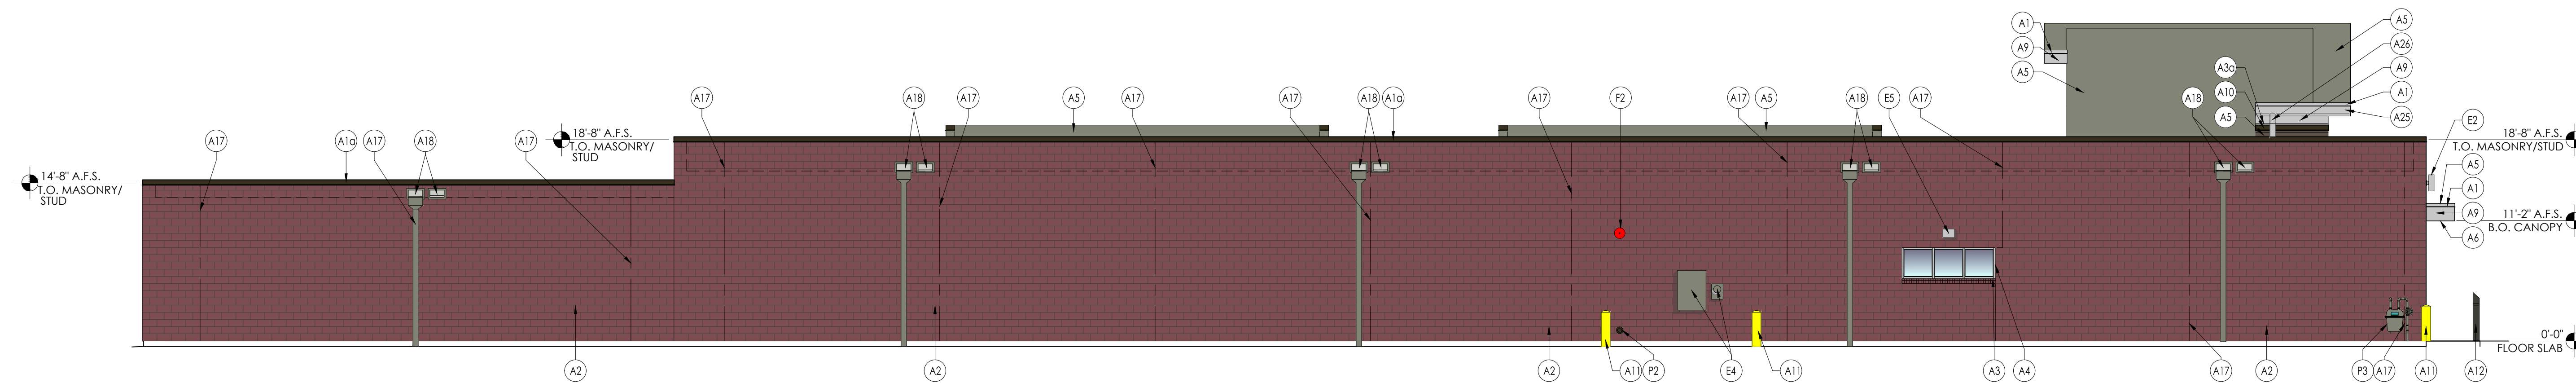 A1
A5
A9
A26
A5
A3a
A9
A17
A18
A17
A5
A17
A17
A18
A1a
A17
F2
A17
A5
A18
E5
A17
A18
A10
A1
A5
A25
E2
A17
A1a
A17
A18
A17
18'-8" A.F.S.
T.O. MASONRY/
STUD
18'-8" A.F.S.
T.O. MASONRY/STUD
14'-8" A.F.S.
T.O. MASONRY/
STUD
A5
A1
A9
11'-2" A.F.S.
B.O. CANOPY
A6
0'-0"
FLOOR SLAB
A2
A2
A2
A11
P2
E4
A11
A3
A4
A17
A2
P3
A17
A11
A12